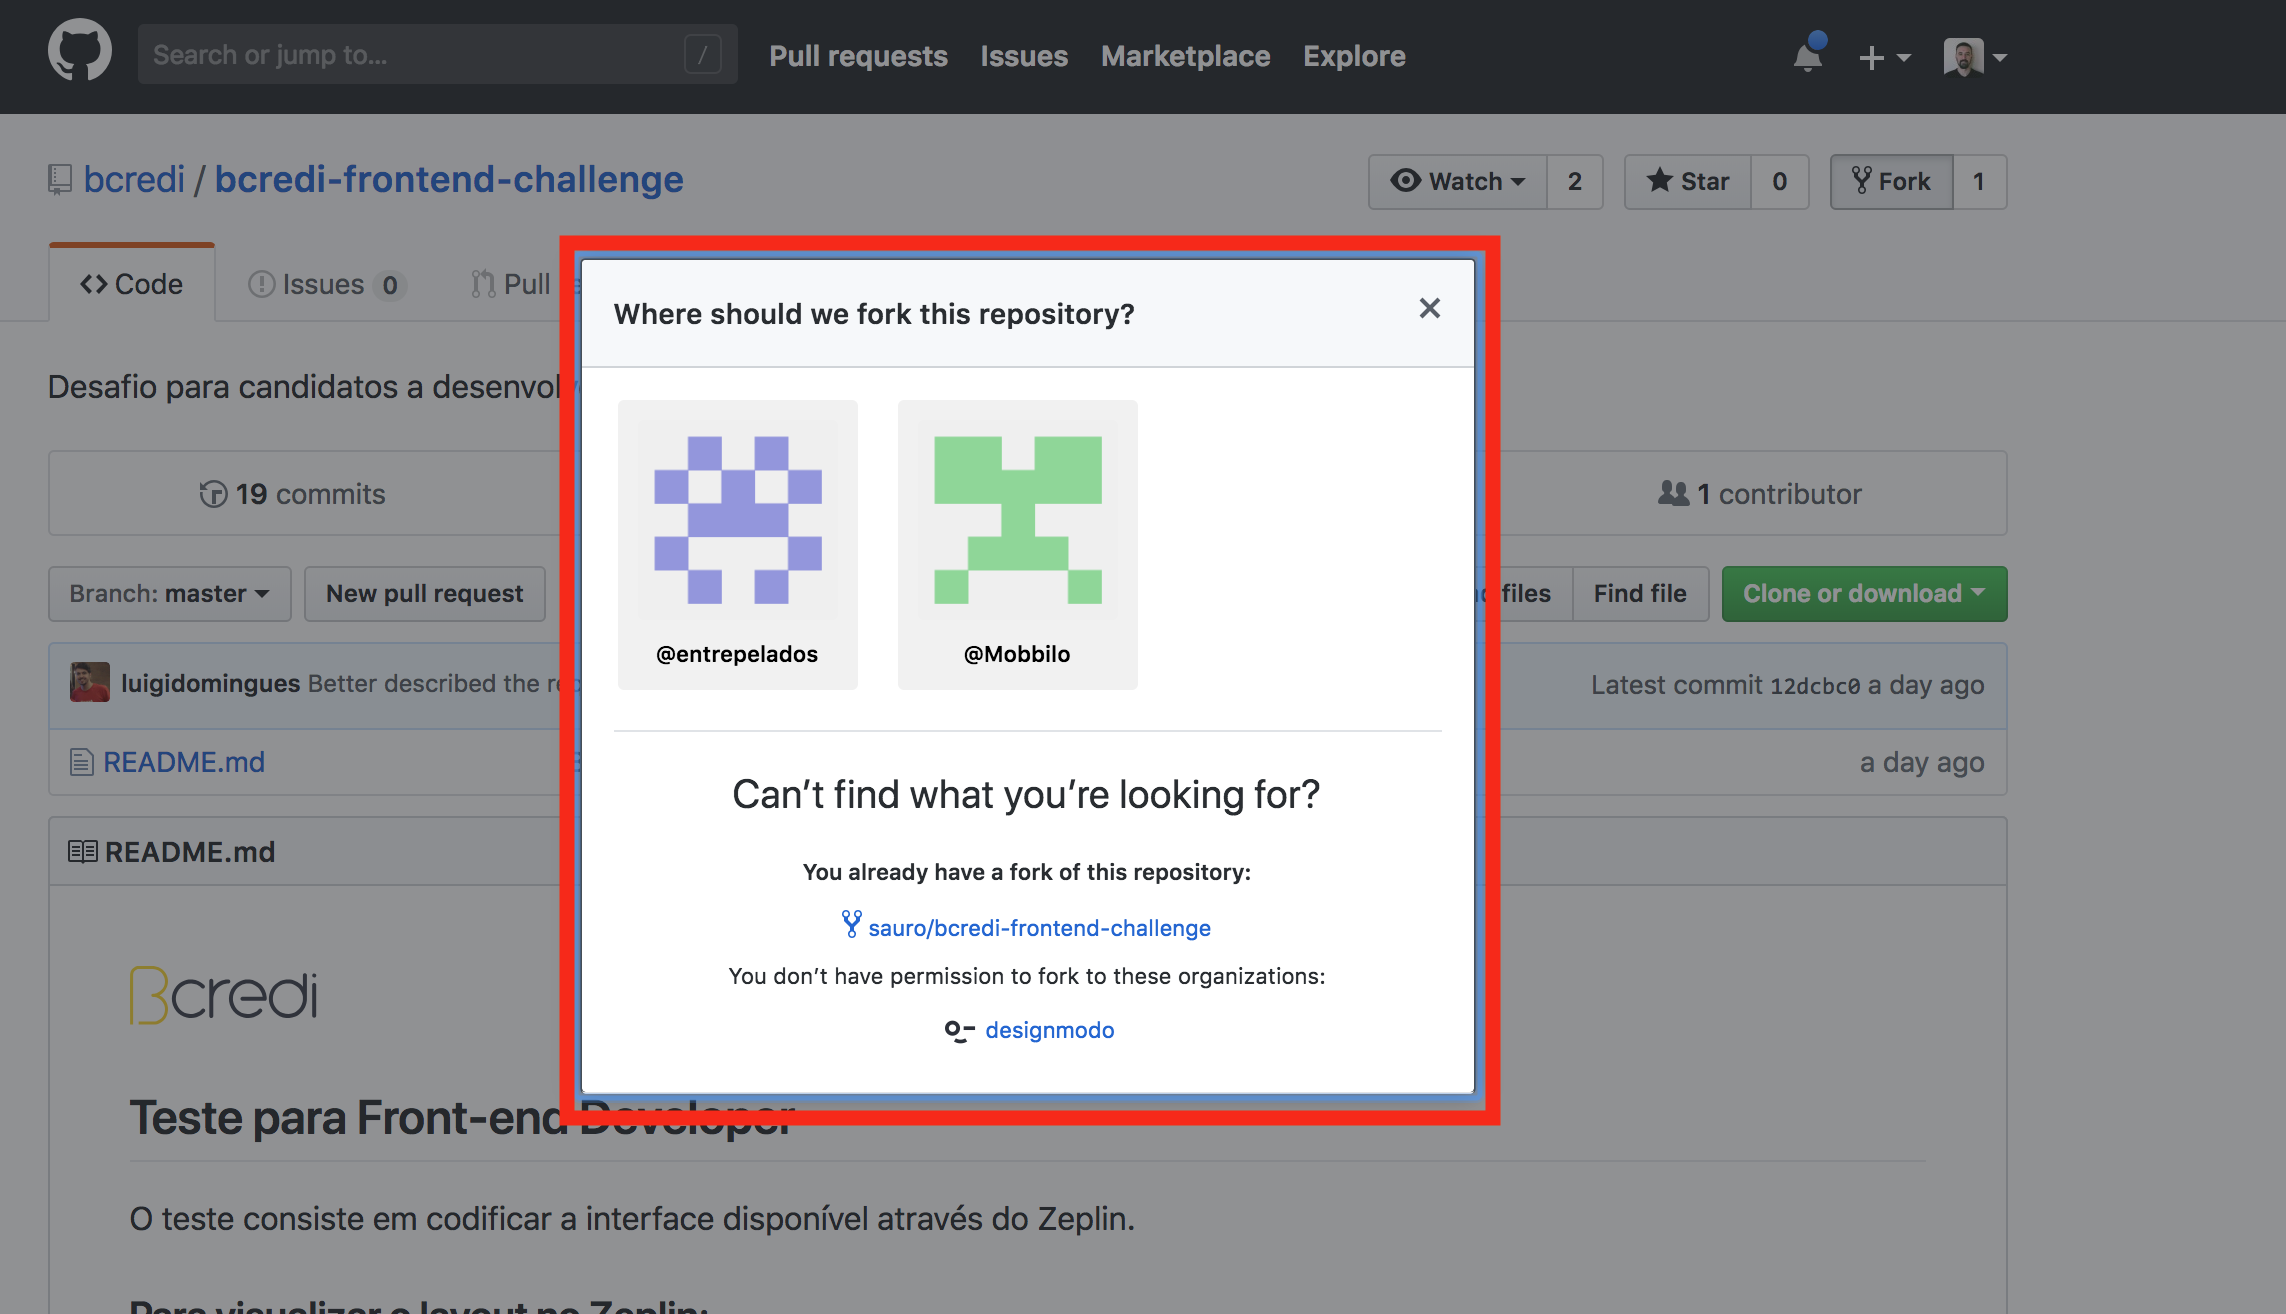 Search or jump to... /
Pull requests Issues Marketplace Explore
bcredi / bcredi-frontend-challenge
Watch 2 Star 0 Fork 1
Code Issues 0 Pull
Desafio para candidatos a
19 commits
1 contributor
Branch: master New pull request
files Find file Clone or download
luigidomingues Better described the
Latest commit 12dcbc0 a day ago
README.md
a day ago
README.md
Bcredi
Teste para Front-end Developer
O teste consiste em codificar a interface disponível através do Zeplin.
Para visualizar o layout no Zeplin:
Where should we fork this repository?
@entrepelados @Mobbilo
Can't find what you're looking for?
You already have a fork of this repository:
sauro/bcredi-frontend-challenge
You don't have permission to fork to these organizations:
designmodo